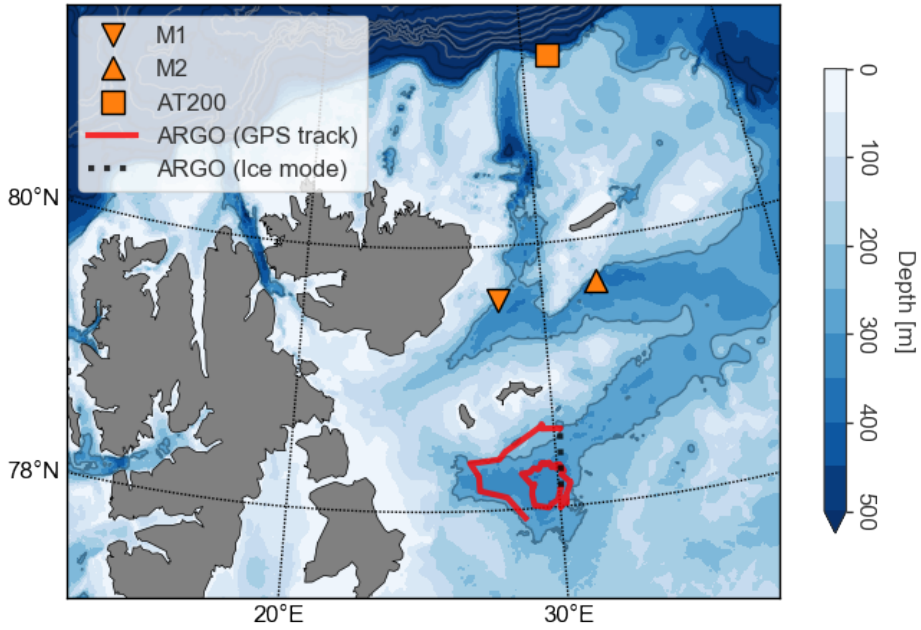 M1
M2
AT200
ARGO (GPS track)
ARGO (Ice mode)
80°N
78°N
20°E
30°E
0
100
200
300
400
500
Depth [m]